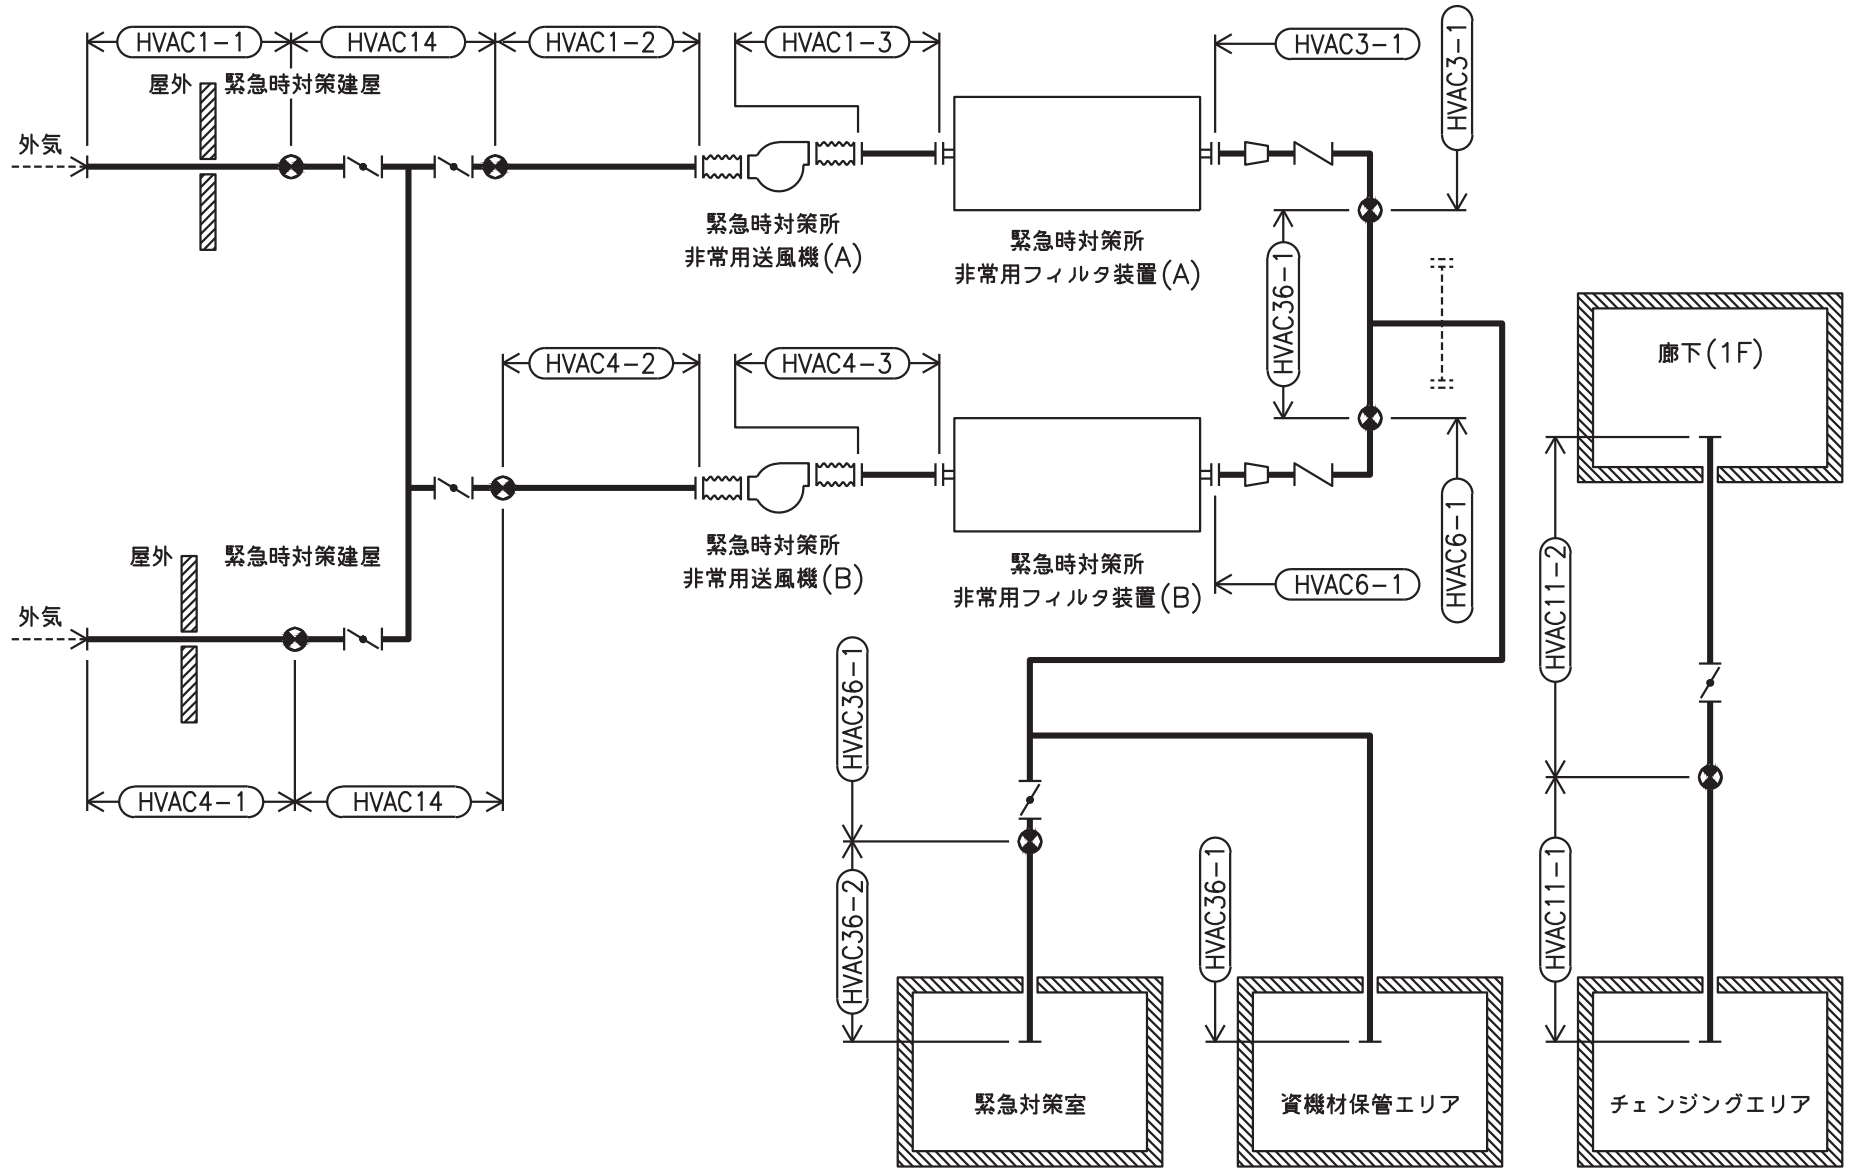 HVAC1-1
HVAC14
HVAC1-2
HVAC1-3
HVAC3-1
HVAC3-1
屋外
緊急時対策建屋
外気
緊急時対策所
非常用送風機(A)
緊急時対策所
非常用フィルタ装置(A)
HVAC36-1
廊下(1F)
HVAC4-2
HVAC4-3
屋外
緊急時対策建屋
外気
緊急時対策所
非常用送風機(B)
緊急時対策所
非常用フィルタ装置(B)
HVAC6-1
HVAC6-1
HVAC11-2
HVAC4-1
HVAC14
HVAC36-1
HVAC36-2
HVAC36-1
HVAC11-1
緊急対策室
資機材保管エリア
チェンジングエリア